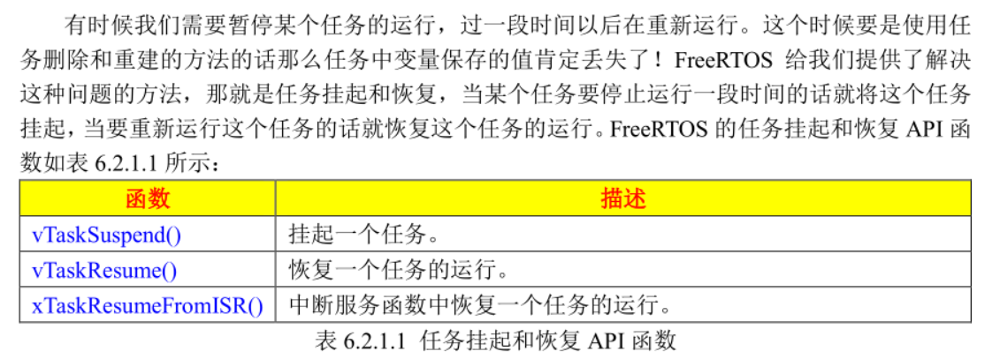 有时候我们需要暂停某个任务的运行，过一段时间以后在重新运行。这个时候要是使用任
务删除和重建的方法的话那么任务中变量保存的值肯定丢失了！FreeRTOS 给我们提供了解决
这种问题的方法，那就是任务挂起和恢复，当某个任务要停止运行一段时间的话就将这个任务
挂起，当要重新运行这个任务的话就恢复这个任务的运行。FreeRTOS 的任务挂起和恢复 API 函
数如表 6.2.1.1 所示：
函数 描述
vTaskSuspend() 挂起一个任务。
vTaskResume() 恢复一个任务的运行。
xTaskResumeFromISR() 中断服务函数中恢复一个任务的运行。
表 6.2.1.1 任务挂起和恢复 API 函数